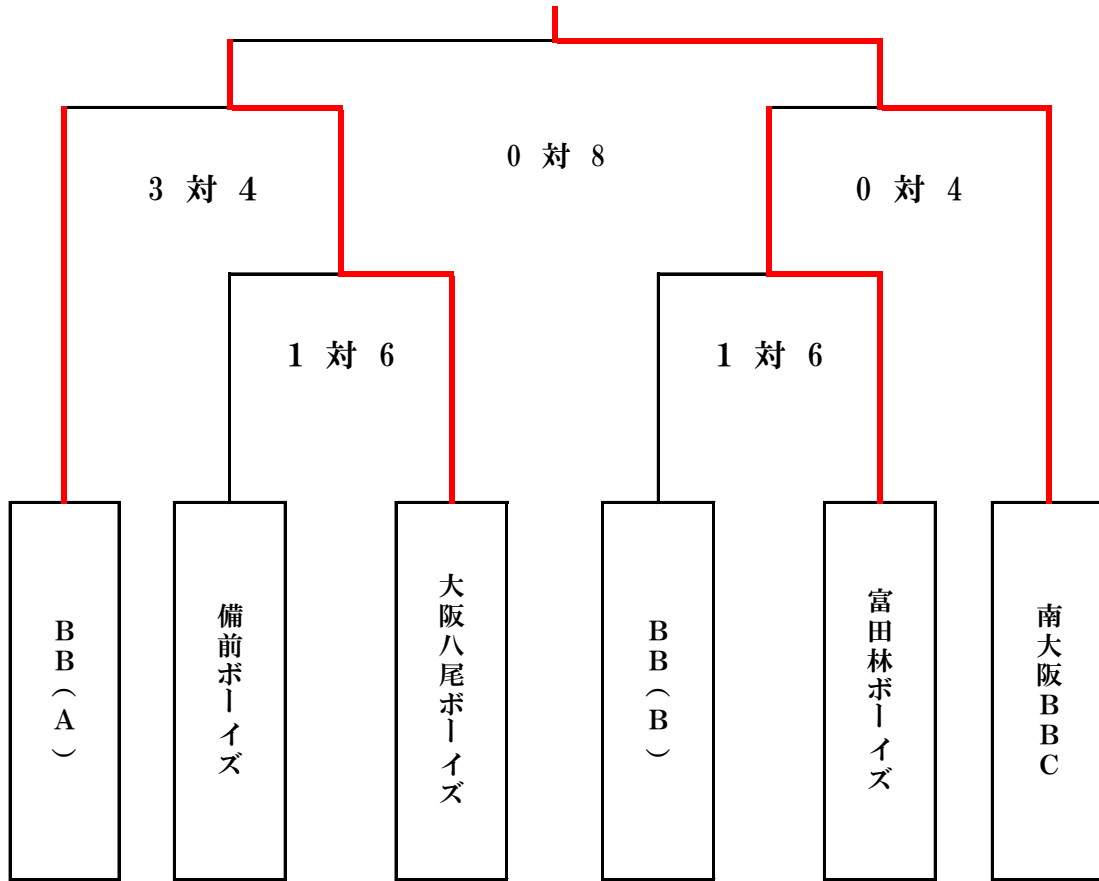 0 対 8
3 対 4
0 対 4
1 対 6
1 対 6
BB(A)
備前ボーイズ
大阪八尾ボーイズ
BB(B)
富田林ボーイズ
南大阪BBC